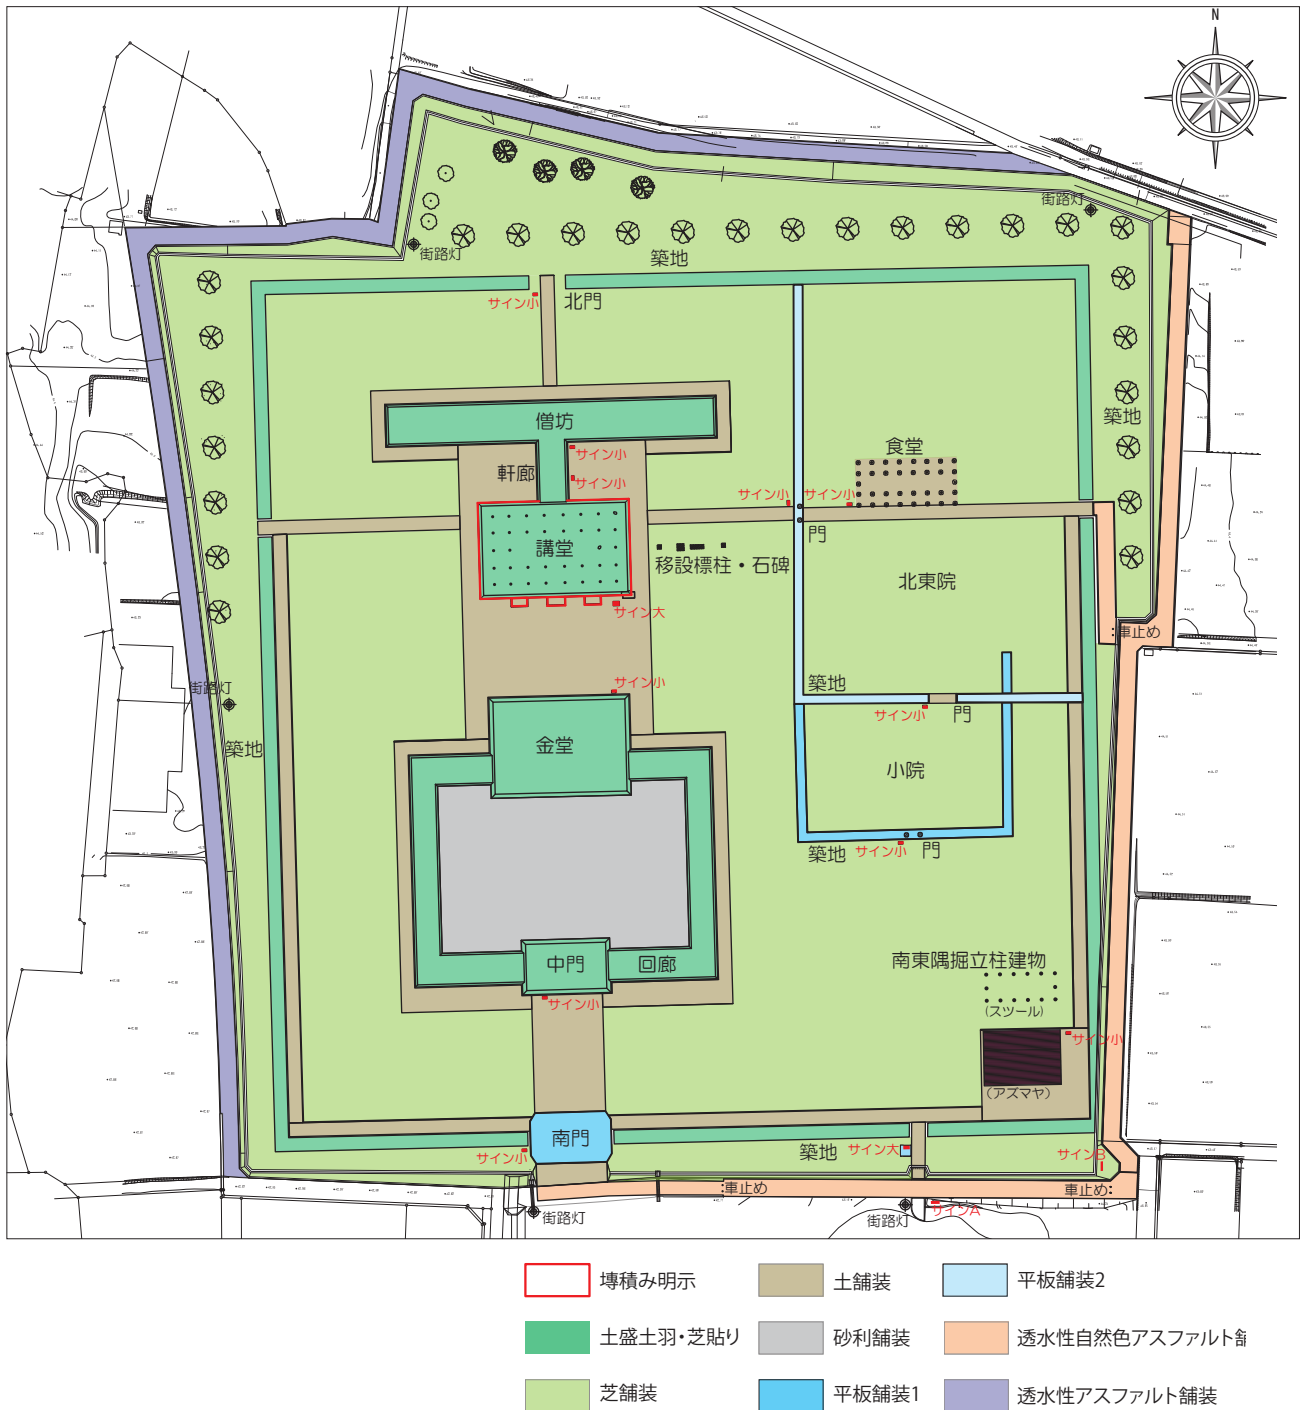 N
街路灯
街路灯
築地
サイン小
北門
築地
僧坊
食堂
軒廊
サイン小
サイン小
サイン小
サイン小
門
講堂
移設標柱・石碑
北東院
サイン大
車止め
サイン小
街路灯
築地
サイン小
門
築地
金堂
小院
築地
サイン小
門
中門
回廊
南東隅掘立柱建物
サイン小
(スツール)
サイン小
(アズマヤ)
南門
サイン小
築地
サイン大
サインB
車止め
車止め
街路灯
街路灯
サインA
塼積み明示
土舗装
平板舗装2
土盛土羽・芝貼り
砂利舗装
透水性自然色アスファルト
芝舗装
平板舗装1
透水性アスファルト舗装